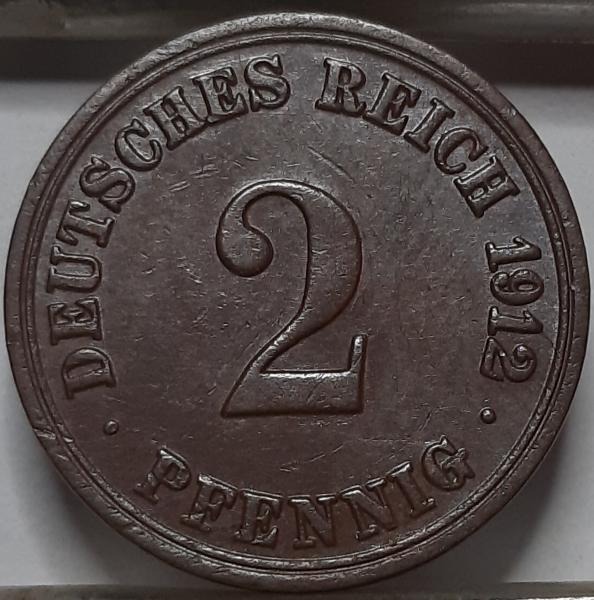 DEUTSCHES REICH 1912
2
· PFENNIG ·